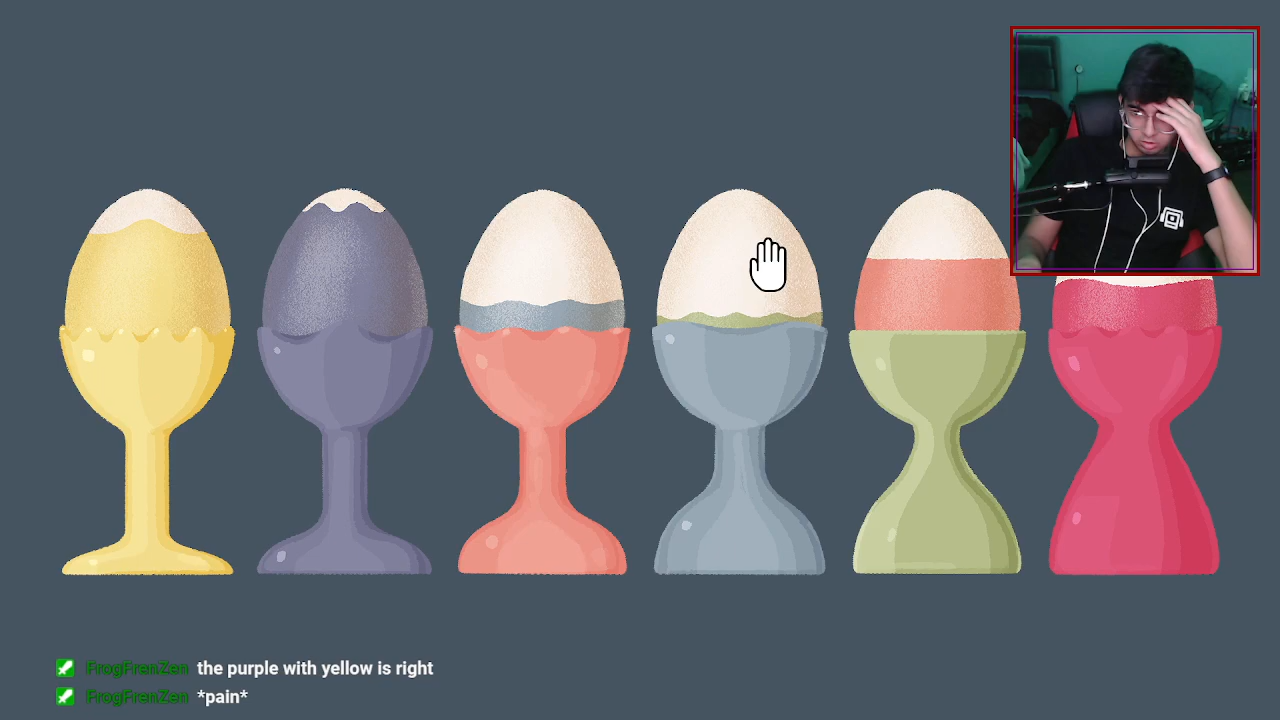 FrogFrenZen the purple with yellow is right
FrogFrenZen *pain*